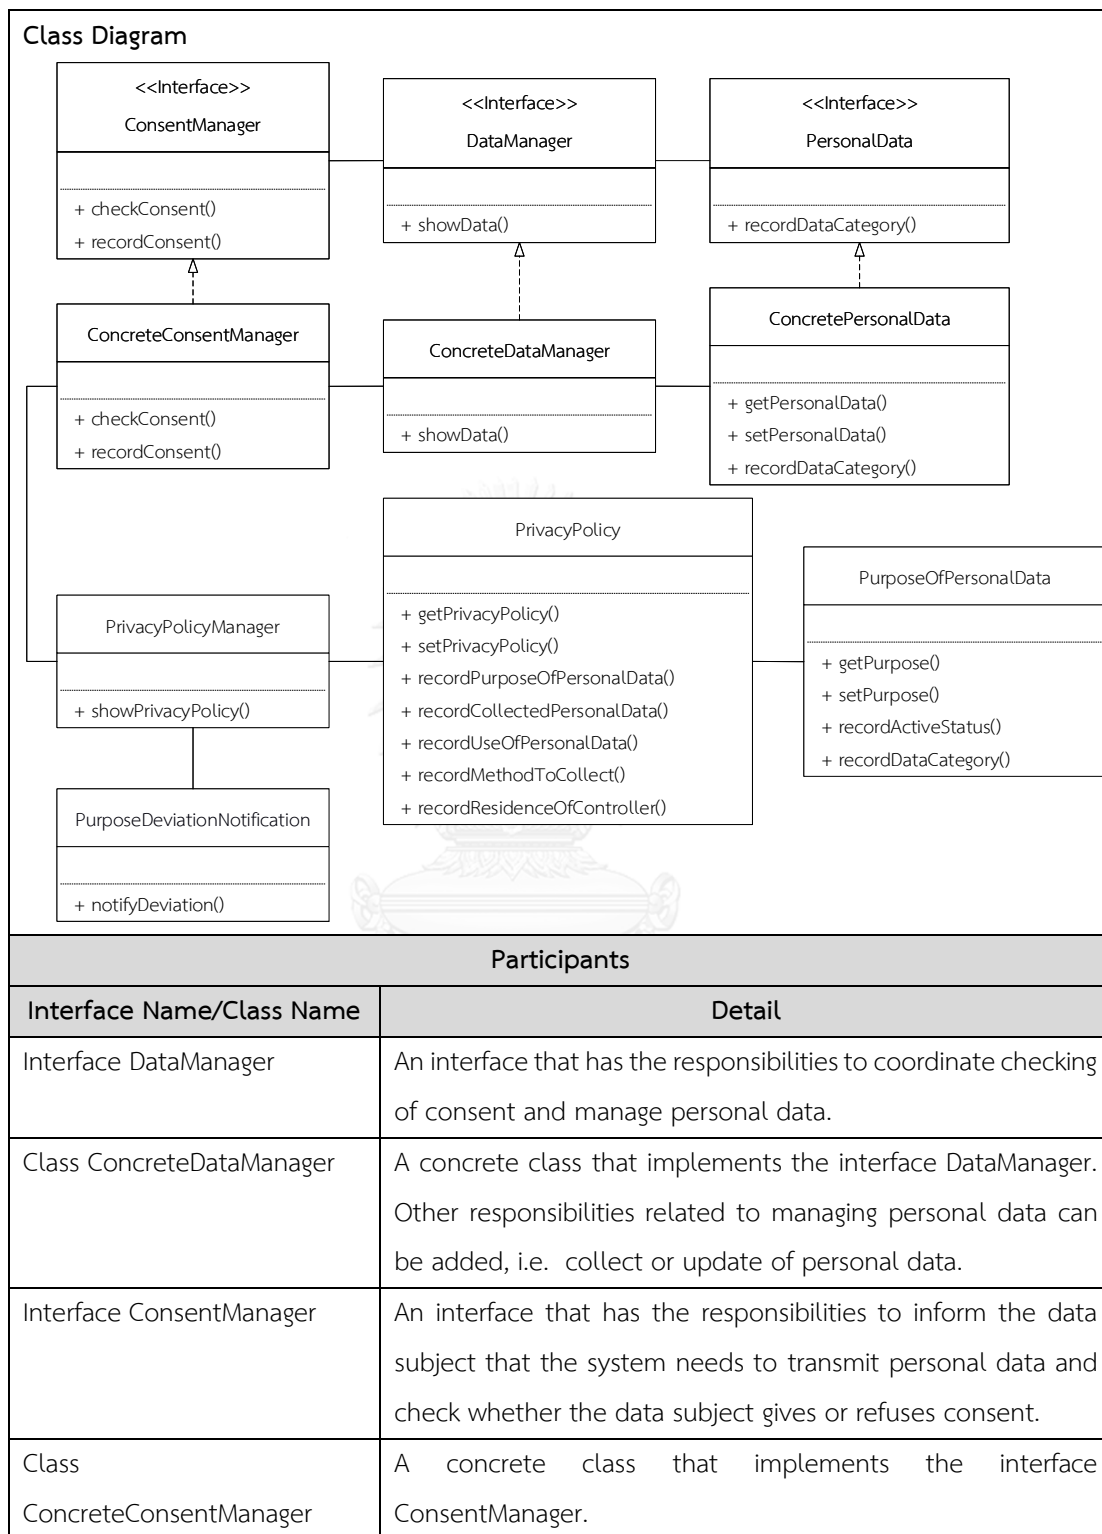 Class Diagram
<<Interface>>
ConsentManager
+ checkConsent()
+ recordConsent()
<<Interface>>
DataManager
+ showData()
<<Interface>>
PersonalData
+ recordDataCategory()
ConcreteConsentManager
+ checkConsent()
+ recordConsent()
ConcreteDataManager
+ showData()
ConcretePersonalData
+ getPersonalData()
+ setPersonalData()
+ recordDataCategory()
PrivacyPolicyManager
+ showPrivacyPolicy()
PrivacyPolicy
+ getPrivacyPolicy()
+ setPrivacyPolicy()
+ recordPurposeOfPersonalData()
+ recordCollectedPersonalData()
+ recordUseOfPersonalData()
+ recordMethodToCollect()
+ recordResidenceOfController()
PurposeOfPersonalData
+ getPurpose()
+ setPurpose()
+ recordActiveStatus()
+ recordDataCategory()
PurposeDeviationNotification
+ notifyDeviation()
Participants
Interface Name/Class Name
Detail
Interface DataManager
An interface that has the responsibilities to coordinate checking
of consent and manage personal data.
Class ConcreteDataManager
A concrete class that implements the interface DataManager.
Other responsibilities related to managing personal data can
be added, i.e. collect or update of personal data.
Interface ConsentManager
An interface that has the responsibilities to inform the data
subject that the system needs to transmit personal data and
check whether the data subject gives or refuses consent.
Class
ConcreteConsentManager
A concrete class that implements the interface
ConsentManager.